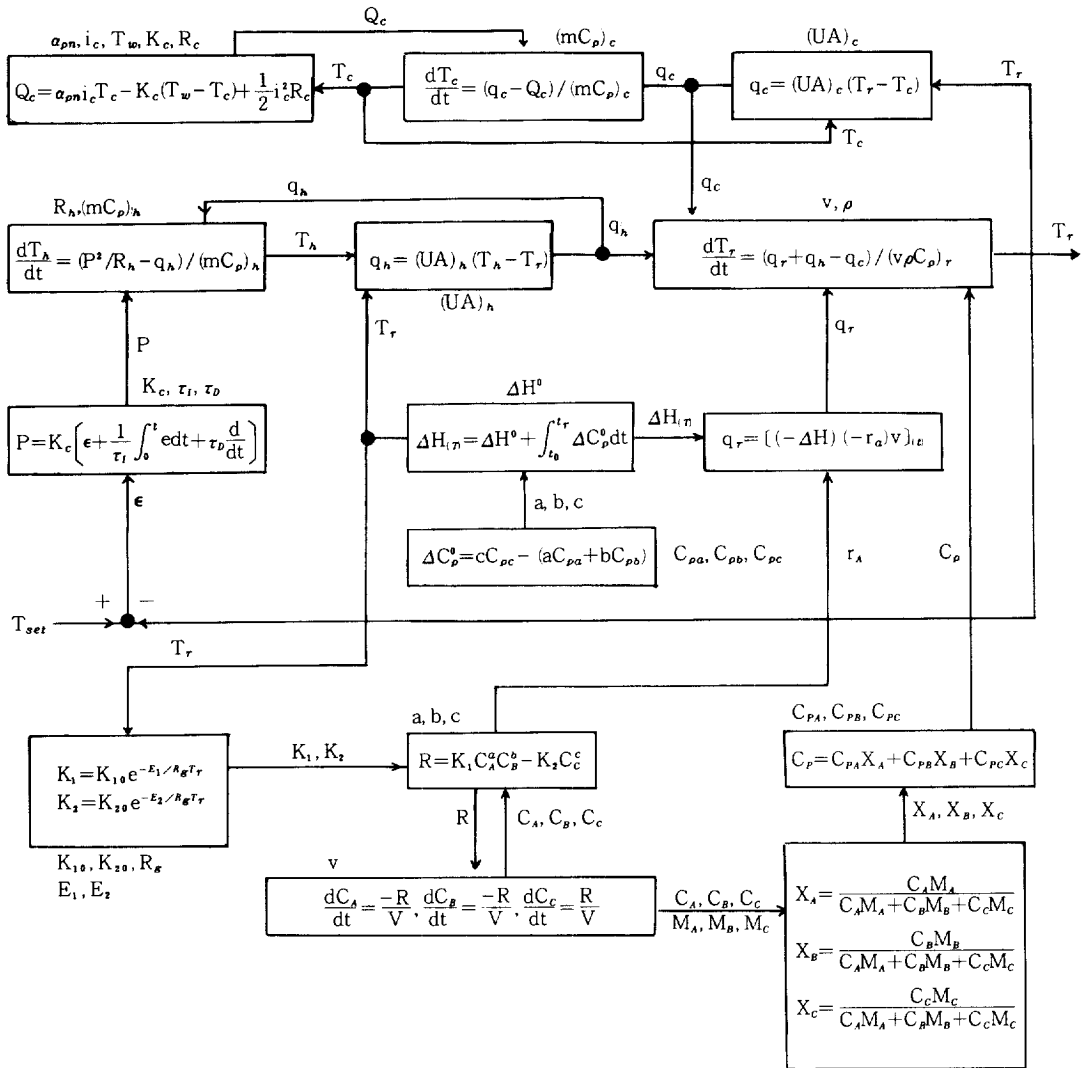 Q_c
α_pn, i_c, T_w, K_c, R_c
(mC_p)_c
(UA)_c
Q_c=α_pn i_c T_c−K_c(T_w−T_c)+1/2 i_c^2 R_c
T_c
dT_c/dt=(q_c−Q_c)/(mC_p)_c
q_c
q_c=(UA)_c(T_r−T_c)
T_r
T_c
q_c
q_h
R_h,(mC_p)_h
v, ρ
dT_h/dt=(P²/R_h−q_h)/(mC_p)_h
T_h
q_h=(UA)_h(T_h−T_r)
q_h
dT_r/dt=(q_r+q_h−q_c)/(vρC_p)_r
T_r
(UA)_h
T_r
q_r
P
K_c, τ_I, τ_D
ΔH⁰
P=K_c(ϵ+1/τ_I ∫_0^t edt+τ_D d/dt)
ΔH_(T)=ΔH⁰+∫_{t_0}^{t_r} ΔC_p^0 dt
ΔH_(T)
q_r=[(−ΔH)(−r_a)v]_(t)
ϵ
a, b, c
ΔC_p^0=cC_pc−(aC_pa+bC_pb)
C_pa, C_pb, C_pc
r_A
C_p
+ −
T_set
T_r
a, b, c
C_PA, C_PB, C_PC
K_1=K_10 e^{−E_1/R_g T_r}
K_2=K_20 e^{−E_2/R_g T_r}
K_1, K_2
R=K_1 C_A^a C_B^b−K_2 C_C^c
C_P=C_PA X_A+C_PB X_B+C_PC X_C
R
C_A, C_B, C_C
X_A, X_B, X_C
K_10, K_20, R_g
E_1, E_2
v
dC_A/dt=−R/V, dC_B/dt=−R/V, dC_C/dt=R/V
C_A, C_B, C_C
M_A, M_B, M_C
X_A=C_A M_A/(C_A M_A+C_B M_B+C_C M_C)
X_B=C_B M_B/(C_A M_A+C_B M_B+C_C M_C)
X_C=C_C M_C/(C_A M_A+C_B M_B+C_C M_C)